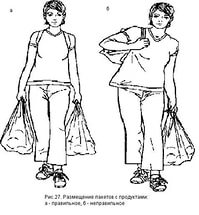 а
б
Рис 27. Размещение пакетов с продуктами:
а - правильное, б - неправильное